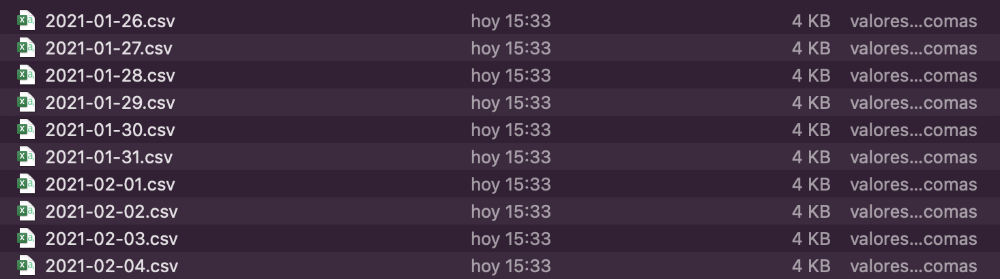 2021-01-26.csv hoy 15:33 4 KB valores...comas
2021-01-27.csv hoy 15:33 4 KB valores...comas
2021-01-28.csv hoy 15:33 4 KB valores...comas
2021-01-29.csv hoy 15:33 4 KB valores...comas
2021-01-30.csv hoy 15:33 4 KB valores...comas
2021-01-31.csv hoy 15:33 4 KB valores...comas
2021-02-01.csv hoy 15:33 4 KB valores...comas
2021-02-02.csv hoy 15:33 4 KB valores...comas
2021-02-03.csv hoy 15:33 4 KB valores...comas
2021-02-04.csv hoy 15:33 4 KB valores...comas